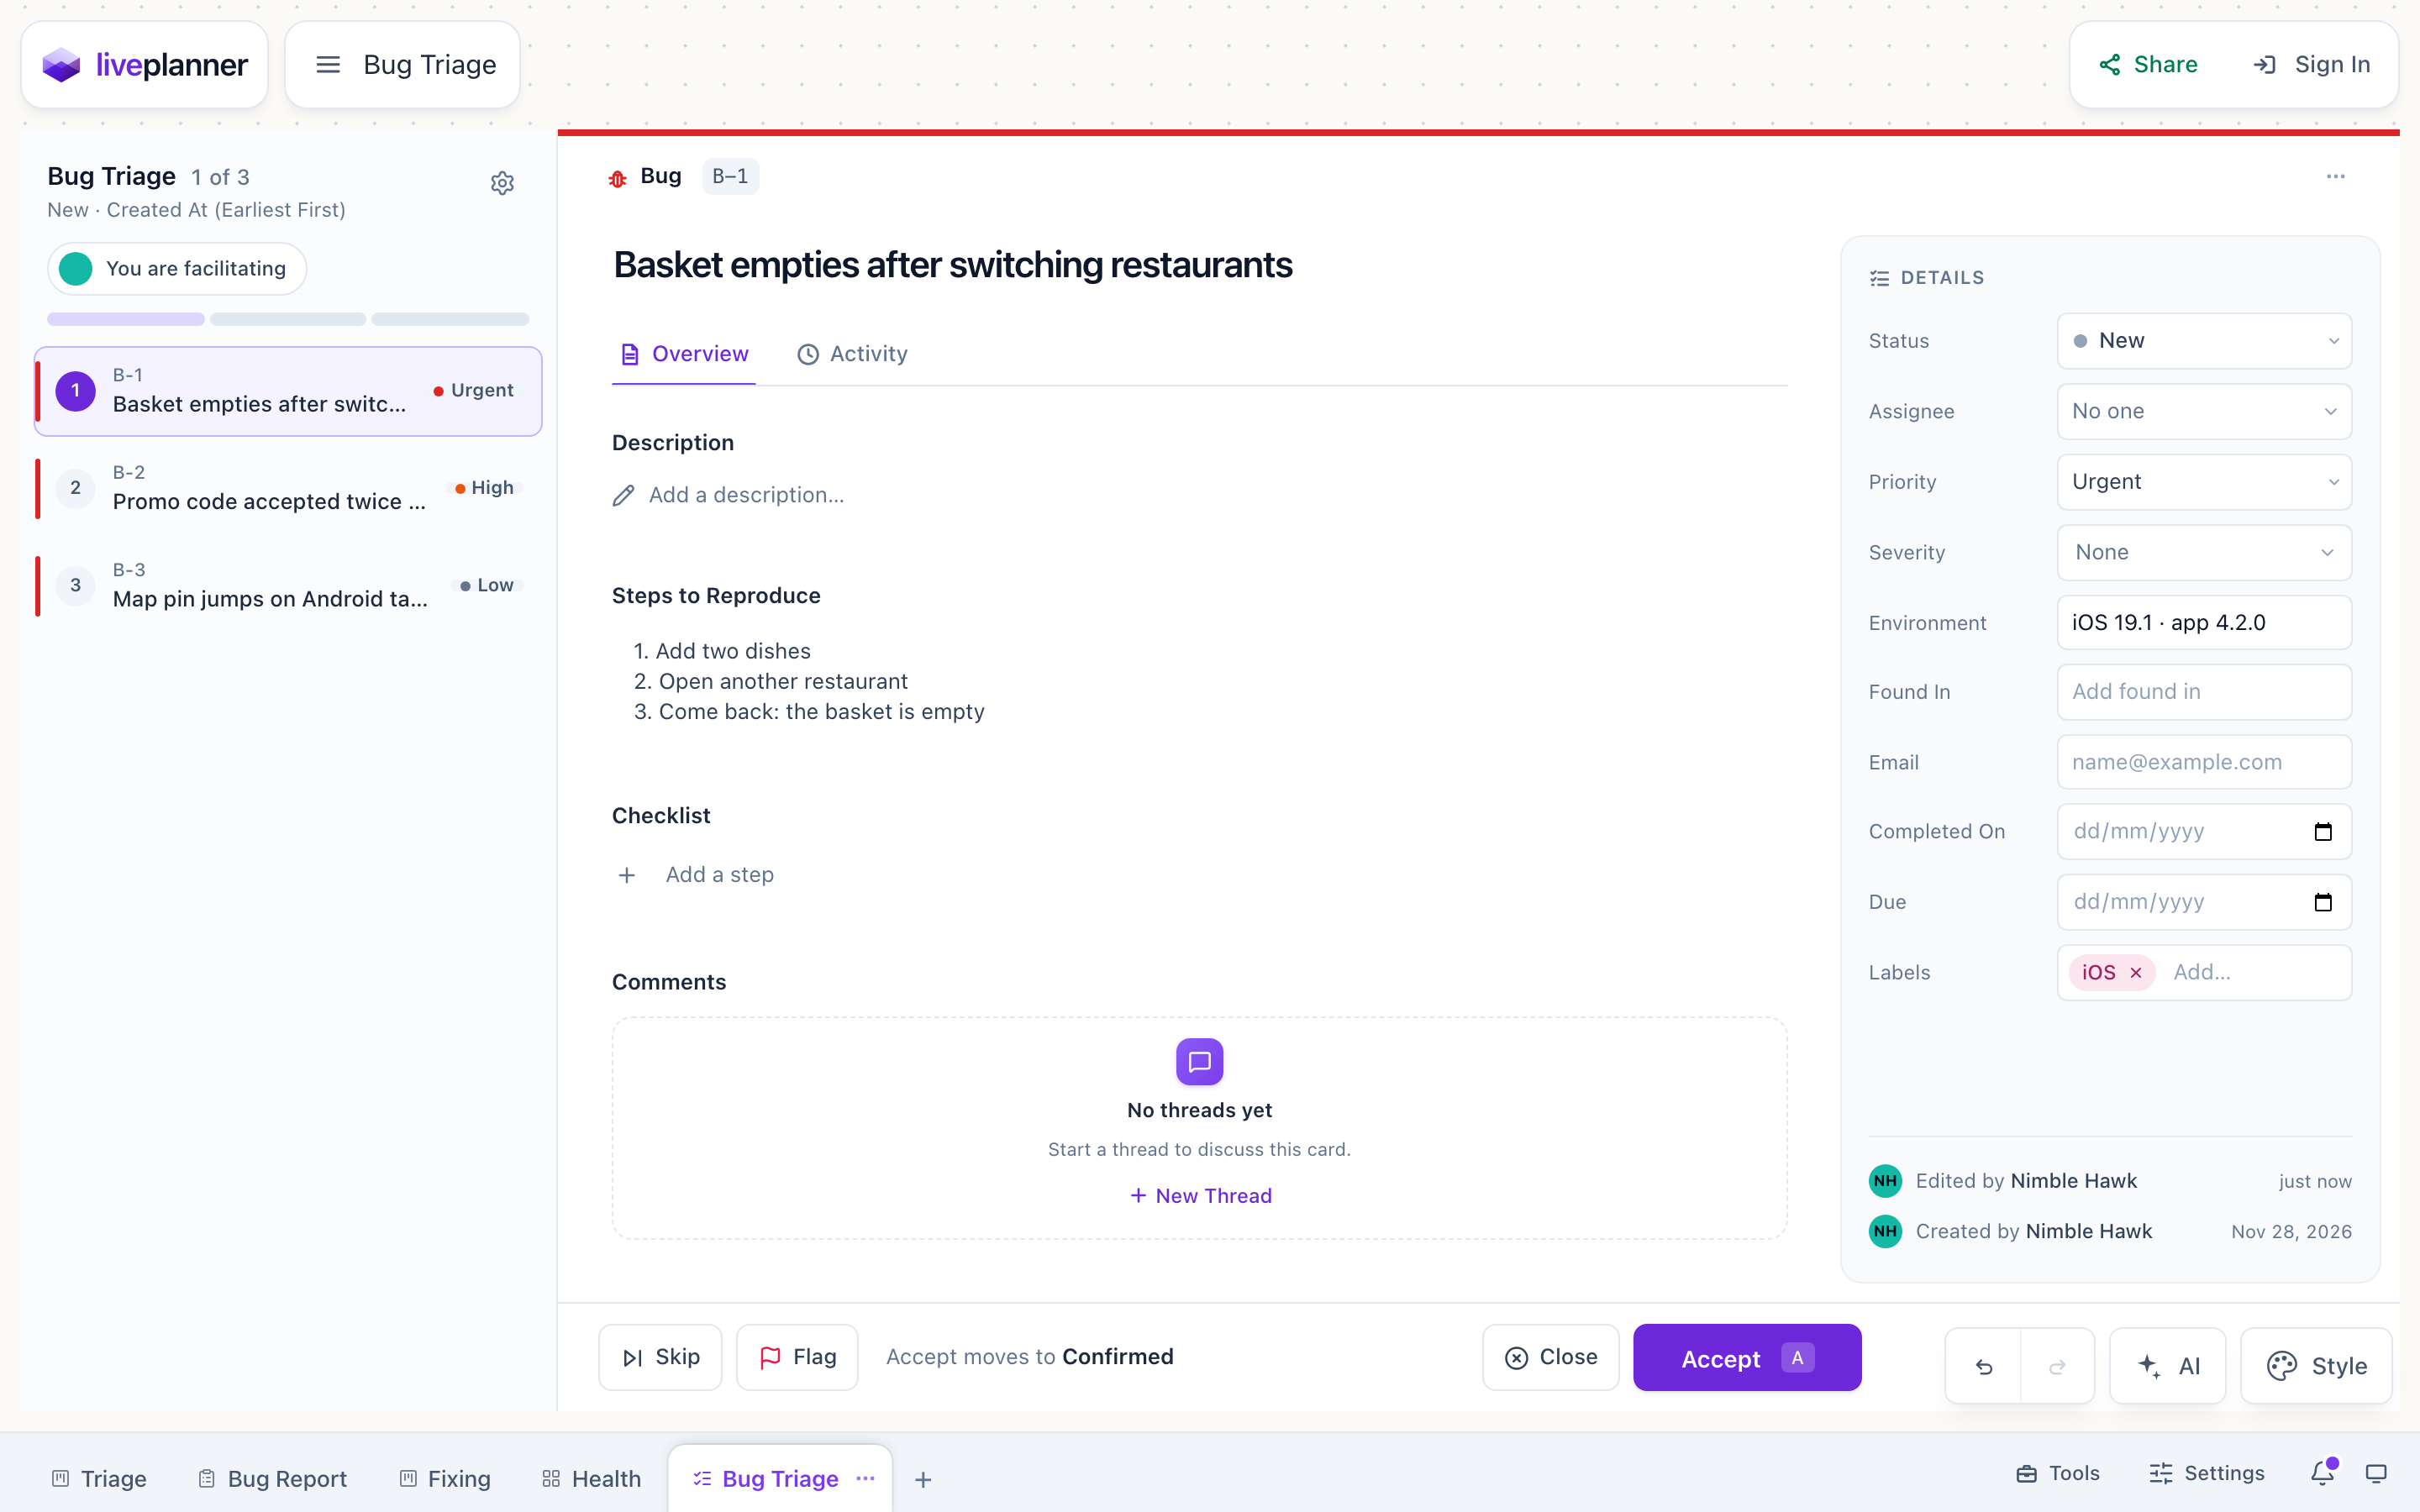 liveplanner
Bug Triage
Share
Sign In
Bug Triage 1 of 3
New · Created At (Earliest First)
You are facilitating
1
B-1
Basket empties after switc...
Urgent
2
B-2
Promo code accepted twice ...
High
3
B-3
Map pin jumps on Android ta...
Low
Bug B-1
Basket empties after switching restaurants
Overview
Activity
Description
Add a description...
Steps to Reproduce
1. Add two dishes
2. Open another restaurant
3. Come back: the basket is empty
Checklist
Add a step
Comments
No threads yet
Start a thread to discuss this card.
New Thread
DETAILS
Status New
Assignee No one
Priority Urgent
Severity None
Environment iOS 19.1 · app 4.2.0
Found In Add found in
Email name@example.com
Completed On dd/mm/yyyy
Due dd/mm/yyyy
Labels iOS × Add...
NH Edited by Nimble Hawk just now
NH Created by Nimble Hawk Nov 28, 2026
Skip
Flag
Accept moves to Confirmed
Close
Accept A
AI
Style
Triage
Bug Report
Fixing
Health
Bug Triage
Tools
Settings